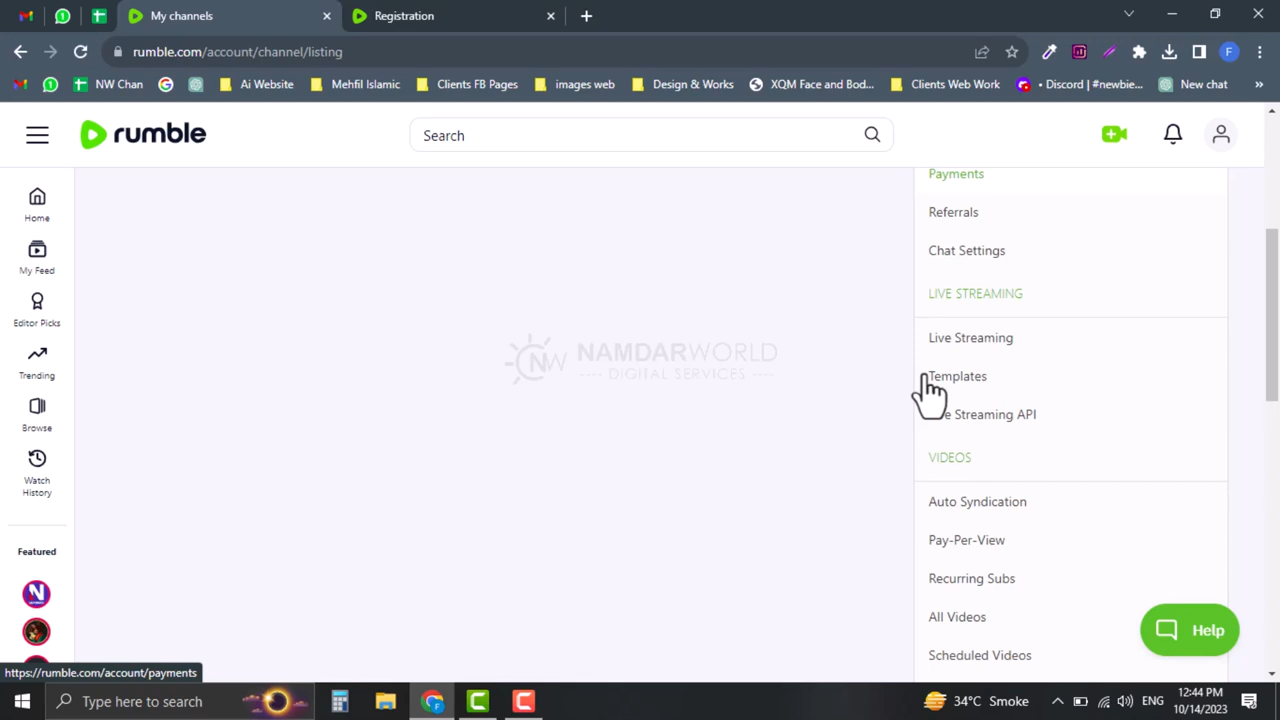 My channels
Registration
rumble.com/account/channel/listing
NW Chan
Ai Website
Mehfil Islamic
Clients FB Pages
images web
Design & Works
XQM Face and Bod...
Clients Web Work
• Discord | #newbie...
New chat
»
F
rumble
Search
Home
My Feed
Editor Picks
Trending
Browse
Watch
History
Featured
N
NW NAMDARWORLD
---- DIGITAL SERVICES ----
Payments
Referrals
Chat Settings
LIVE STREAMING
Live Streaming
Templates
Streaming API
VIDEOS
Auto Syndication
Pay-Per-View
Recurring Subs
All Videos
Scheduled Videos
Help
https://rumble.com/account/payments
Type here to search
34°C Smoke
ENG
12:44 PM
10/14/2023